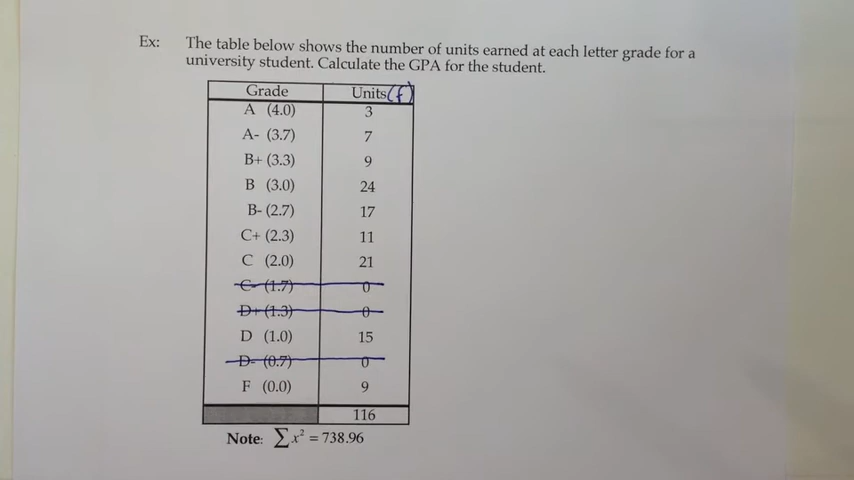 Ex: The table below shows the number of units earned at each letter grade for a
university student. Calculate the GPA for the student.
Grade Units (f)
A (4.0) 3
A- (3.7) 7
B+ (3.3) 9
B (3.0) 24
B- (2.7) 17
C+ (2.3) 11
C (2.0) 21
C- (1.7) 0
D+ (1.3) 0
D (1.0) 15
D- (0.7) 0
F (0.0) 9
116
Note: ∑x² = 738.96